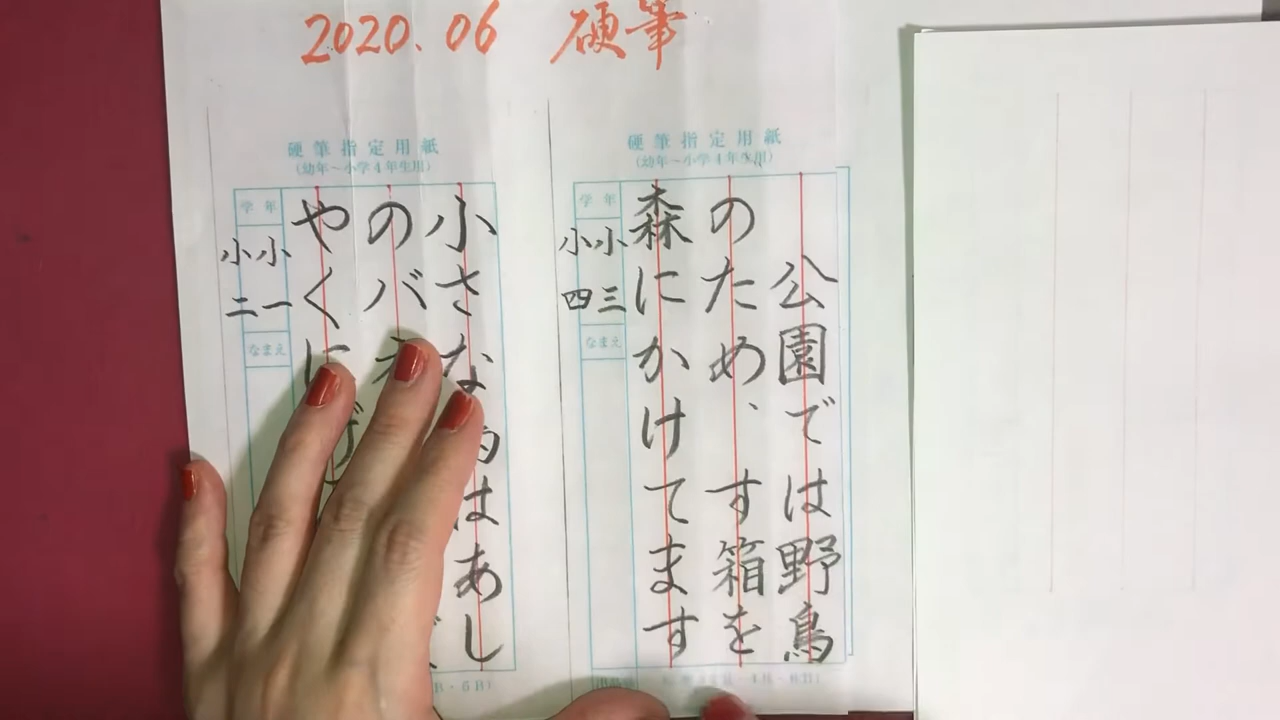 2020.06 硬筆
硬筆指定用紙
(幼年～小学4年生用)
公園では野鳥
のため、す箱を
森にかけてます
学年
小三
小四
なまえ
硬筆指定用紙
(幼年～小学4年生用)
小さな
はあし
のバ
やくに
学年
小一
小二
なまえ